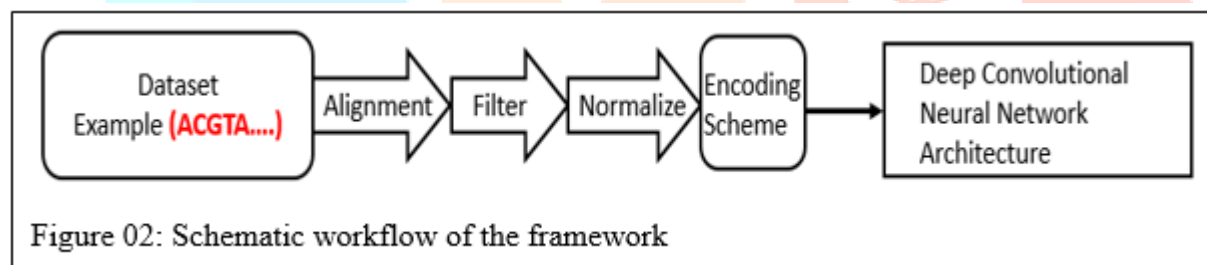 Dataset
Example (ACGTA....)
Alignment
Filter
Normalize
Encoding
Scheme
Deep Convolutional
Neural Network
Architecture
Figure 02: Schematic workflow of the framework